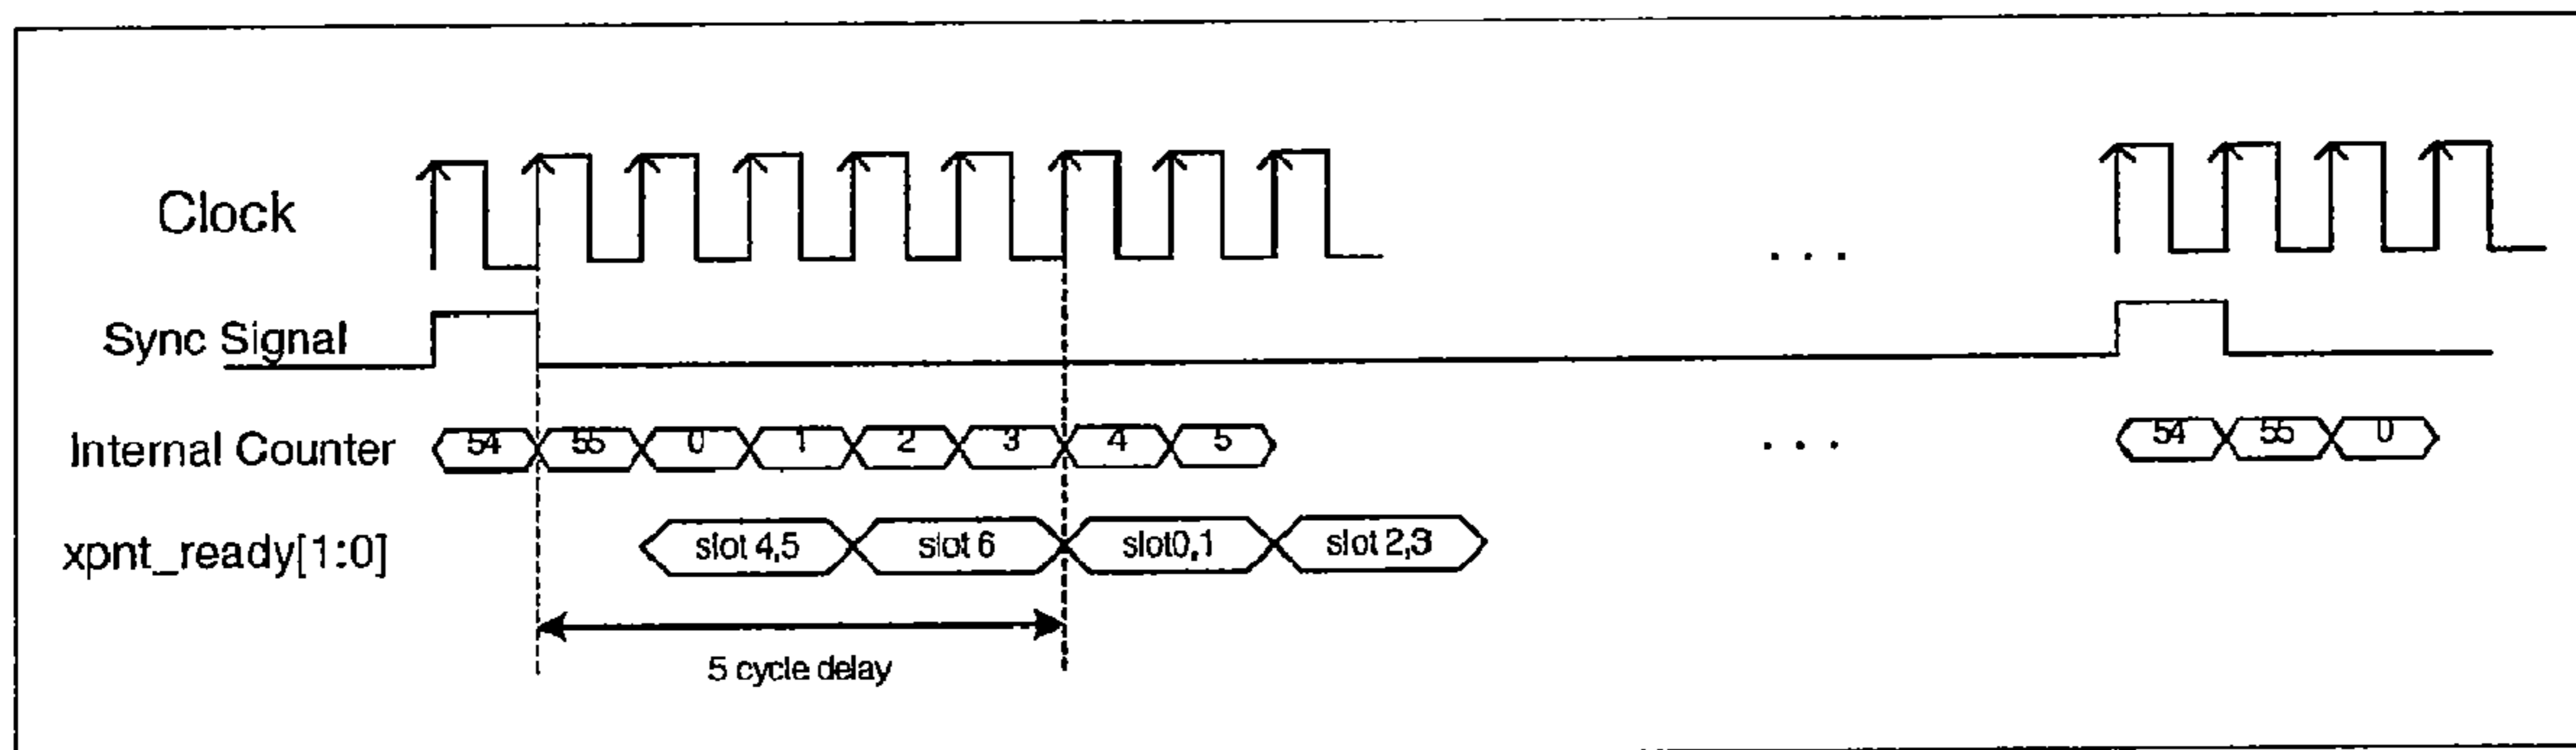 Clock
. . .
Sync Signal
Internal Counter 54 55 0 1 2 3 4 5 . . . 54 55 0
xpnt_ready[1:0] slot 4,5 slot 6 slot0,1 slot 2,3
5 cycle delay